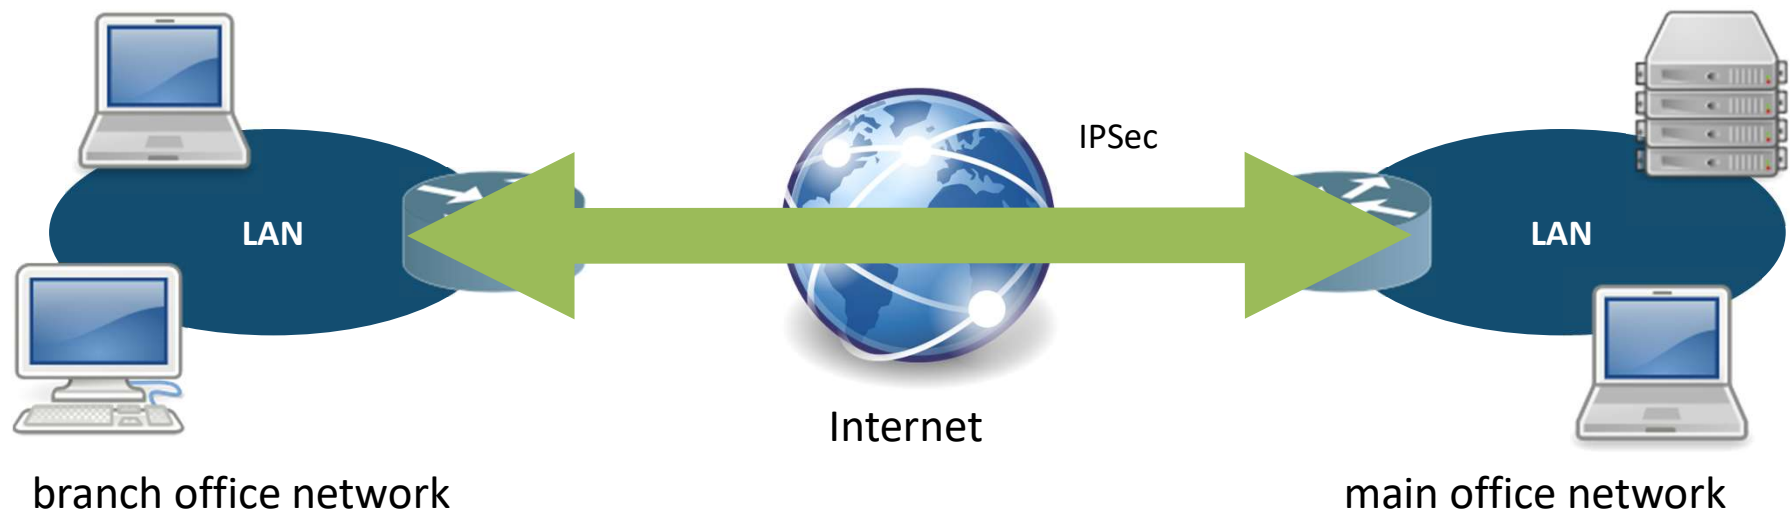 IPSec
LAN
LAN
Internet
branch office network
main office network